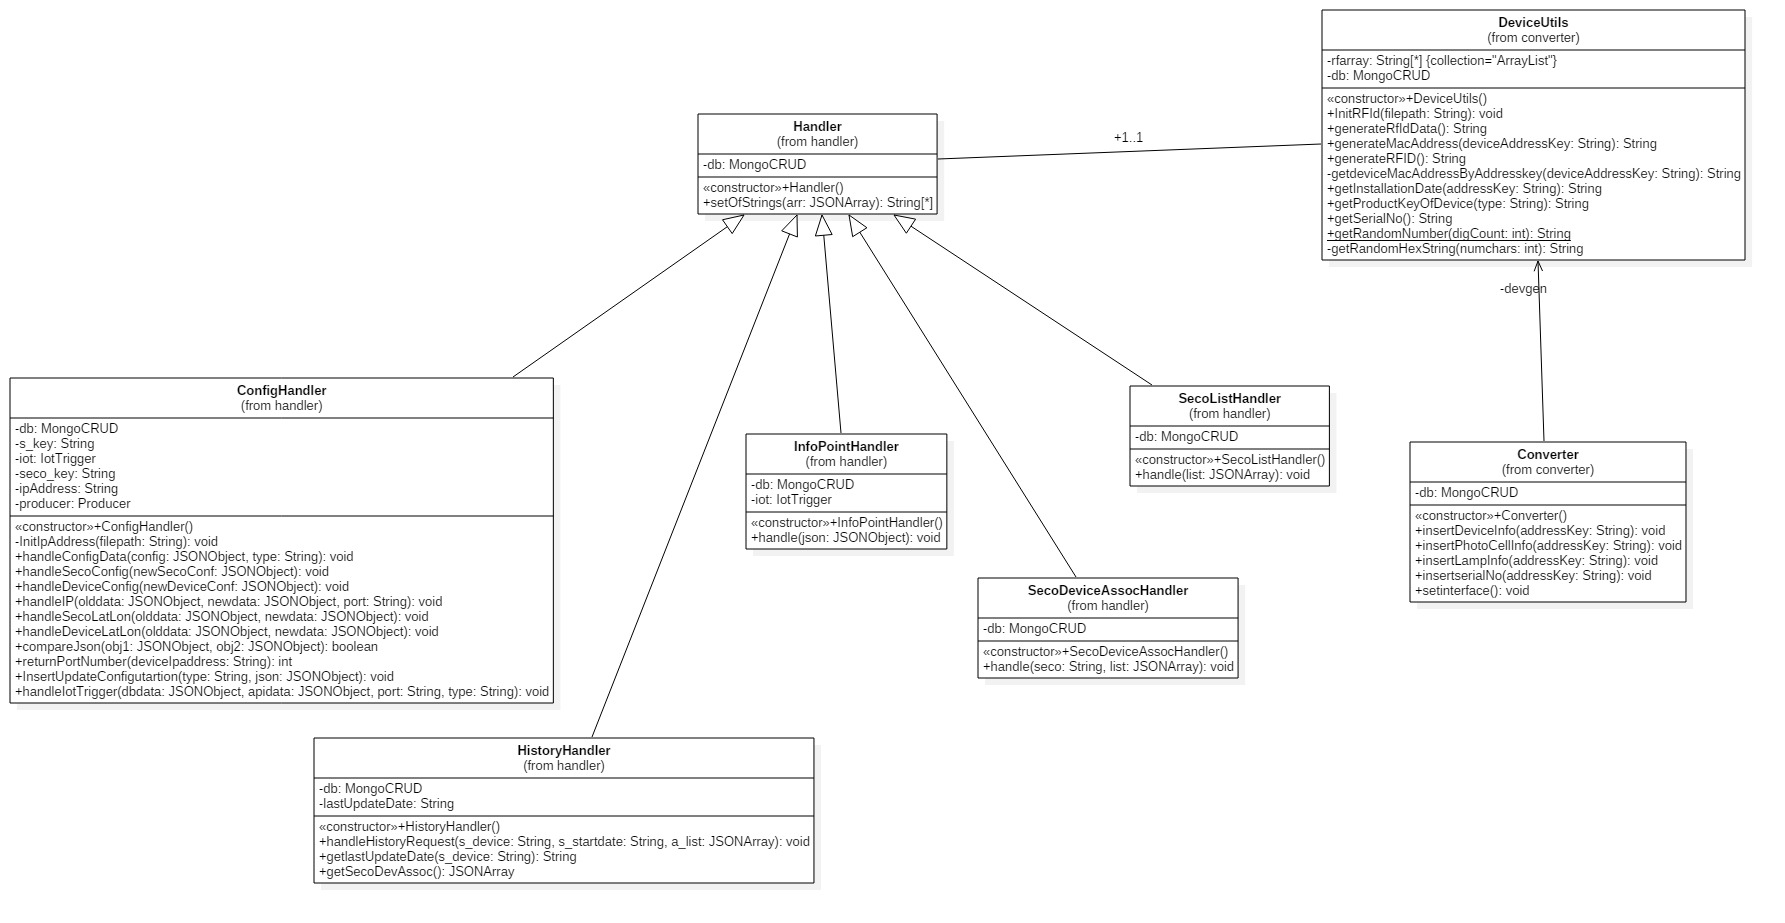 DeviceUtils
(from converter)
-rfarray: String[*] {collection="ArrayList"}
-db: MongoCRUD
«constructor»+DeviceUtils()
+InitRFId(filepath: String): void
+generateRfIdData(): String
+generateMacAddress(deviceAddressKey: String): String
+generateRFID(): String
-getdeviceMacAddressByAddresskey(deviceAddressKey: String): String
+getInstallationDate(addressKey: String): String
+getProductKeyOfDevice(type: String): String
+getSerialNo(): String
+getRandomNumber(digCount: int): String
-getRandomHexString(numchars: int): String
Handler
(from handler)
-db: MongoCRUD
«constructor»+Handler()
+setOfStrings(arr: JSONArray): String[*]
+1..1
-devgen
ConfigHandler
(from handler)
-db: MongoCRUD
-s_key: String
-iot: IotTrigger
-seco_key: String
-ipAddress: String
-producer: Producer
«constructor»+ConfigHandler()
-InitIpAddress(filepath: String): void
+handleConfigData(config: JSONObject, type: String): void
+handleSecoConfig(newSecoConf: JSONObject): void
+handleDeviceConfig(newDeviceConf: JSONObject): void
+handleIP(olddata: JSONObject, newdata: JSONObject, port: String): void
+handleSecoLatLon(olddata: JSONObject, newdata: JSONObject): void
+handleDeviceLatLon(olddata: JSONObject, newdata: JSONObject): void
+compareJson(obj1: JSONObject, obj2: JSONObject): boolean
+returnPortNumber(deviceIpaddress: String): int
+InsertUpdateConfigutartion(type: String, json: JSONObject): void
+handleIotTrigger(dbdata: JSONObject, apidata: JSONObject, port: String, type: String): void
InfoPointHandler
(from handler)
-db: MongoCRUD
-iot: IotTrigger
«constructor»+InfoPointHandler()
+handle(json: JSONObject): void
SecoListHandler
(from handler)
-db: MongoCRUD
«constructor»+SecoListHandler()
+handle(list: JSONArray): void
Converter
(from converter)
-db: MongoCRUD
«constructor»+Converter()
+insertDeviceInfo(addressKey: String): void
+insertPhotoCellInfo(addressKey: String): void
+insertLampInfo(addressKey: String): void
+insertserialNo(addressKey: String): void
+setinterface(): void
SecoDeviceAssocHandler
(from handler)
-db: MongoCRUD
«constructor»+SecoDeviceAssocHandler()
+handle(seco: String, list: JSONArray): void
HistoryHandler
(from handler)
-db: MongoCRUD
-lastUpdateDate: String
«constructor»+HistoryHandler()
+handleHistoryRequest(s_device: String, s_startdate: String, a_list: JSONArray): void
+getlastUpdateDate(s_device: String): String
+getSecoDevAssoc(): JSONArray